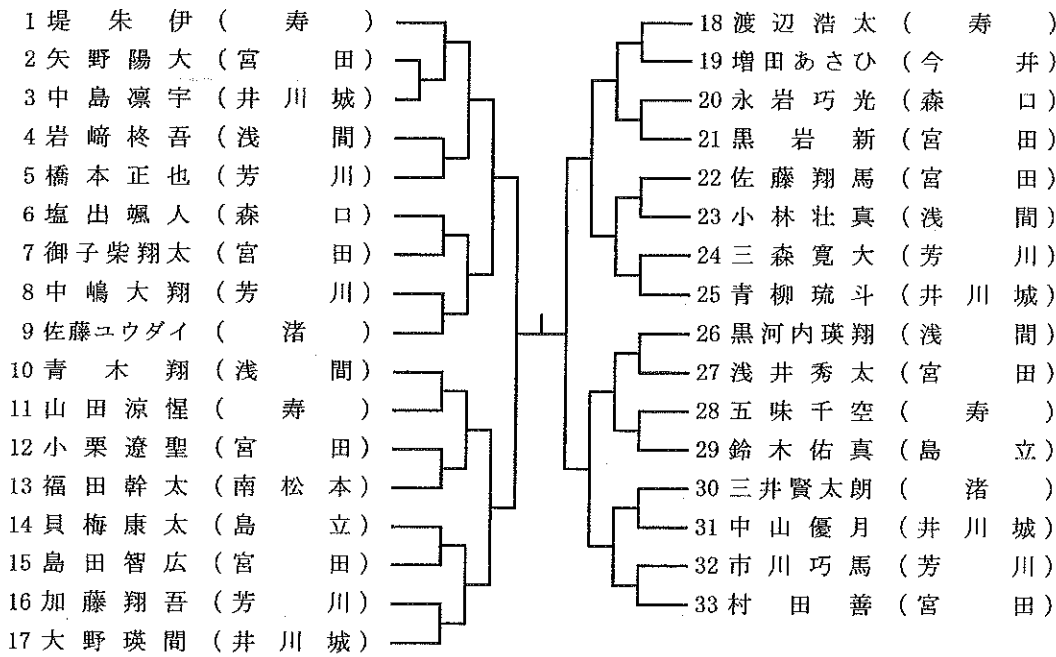 1 堤朱伊 (寿)
2 矢野陽大 (宮田)
3 中島凛宇 (井川城)
4 岩﨑柊吾 (浅間)
5 橋本正也 (芳川)
6 塩出颯人 (森口)
7 御子柴翔太 (宮田)
8 中嶋大翔 (芳川)
9 佐藤ユウダイ (渚)
10 青木翔 (浅間)
11 山田涼惺 (寿)
12 小栗遼聖 (宮田)
13 福田幹太 (南松本)
14 貝梅康太 (島立)
15 島田智広 (宮田)
16 加藤翔吾 (芳川)
17 大野瑛間 (井川城)
18 渡辺浩太 (寿)
19 増田あさひ (今井)
20 永岩巧光 (森口)
21 黒岩新 (宮田)
22 佐藤翔馬 (宮田)
23 小林壮真 (浅間)
24 三森寛大 (芳川)
25 青柳琉斗 (井川城)
26 黒河内瑛翔 (浅間)
27 浅井秀太 (宮田)
28 五味千空 (寿)
29 鈴木佑真 (島立)
30 三井賢太朗 (渚)
31 中山優月 (井川城)
32 市川巧馬 (芳川)
33 村田善 (宮田)